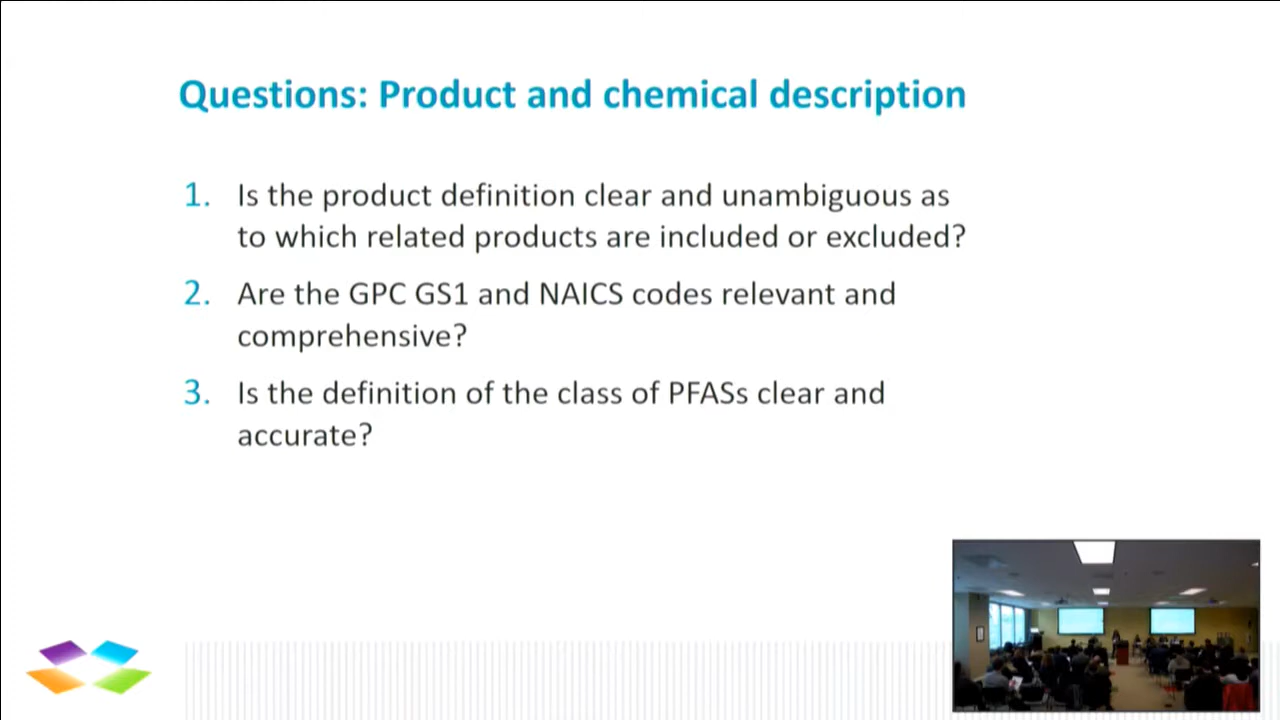 Questions: Product and chemical description
1. Is the product definition clear and unambiguous as
to which related products are included or excluded?
2. Are the GPC GS1 and NAICS codes relevant and
comprehensive?
3. Is the definition of the class of PFASs clear and
accurate?